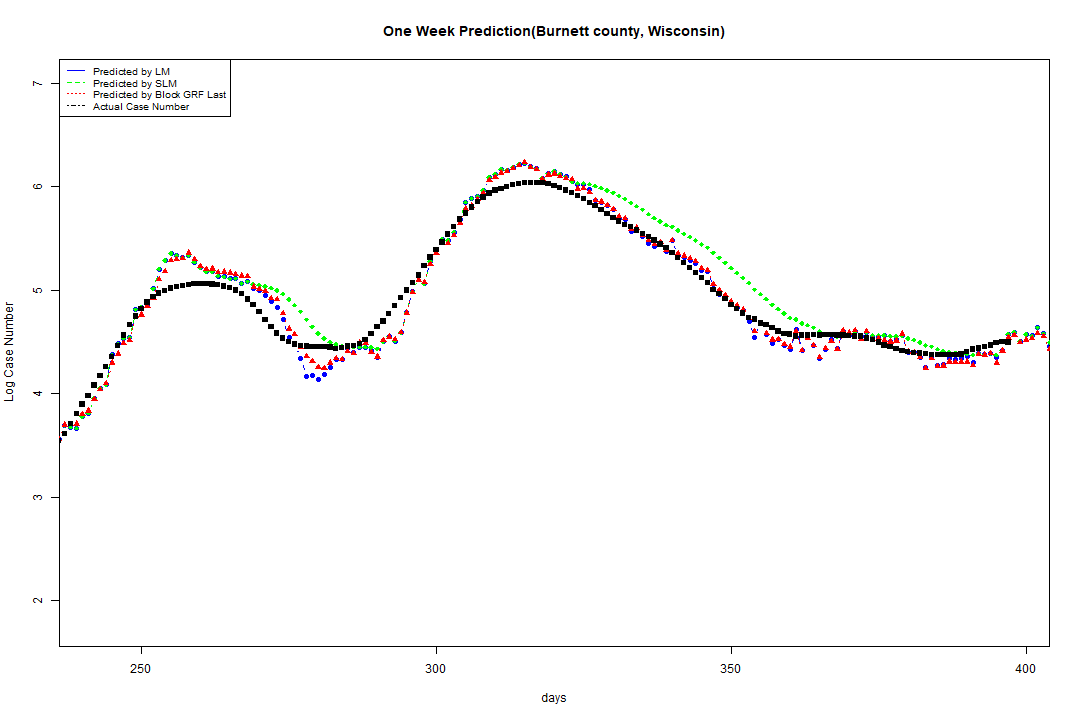 One Week Prediction(Burnett county, Wisconsin)
Predicted by LM
Predicted by SLM
Predicted by Block GRF Last
Actual Case Number
7
6
5
4
3
2
Log Case Number
250
300
350
400
days